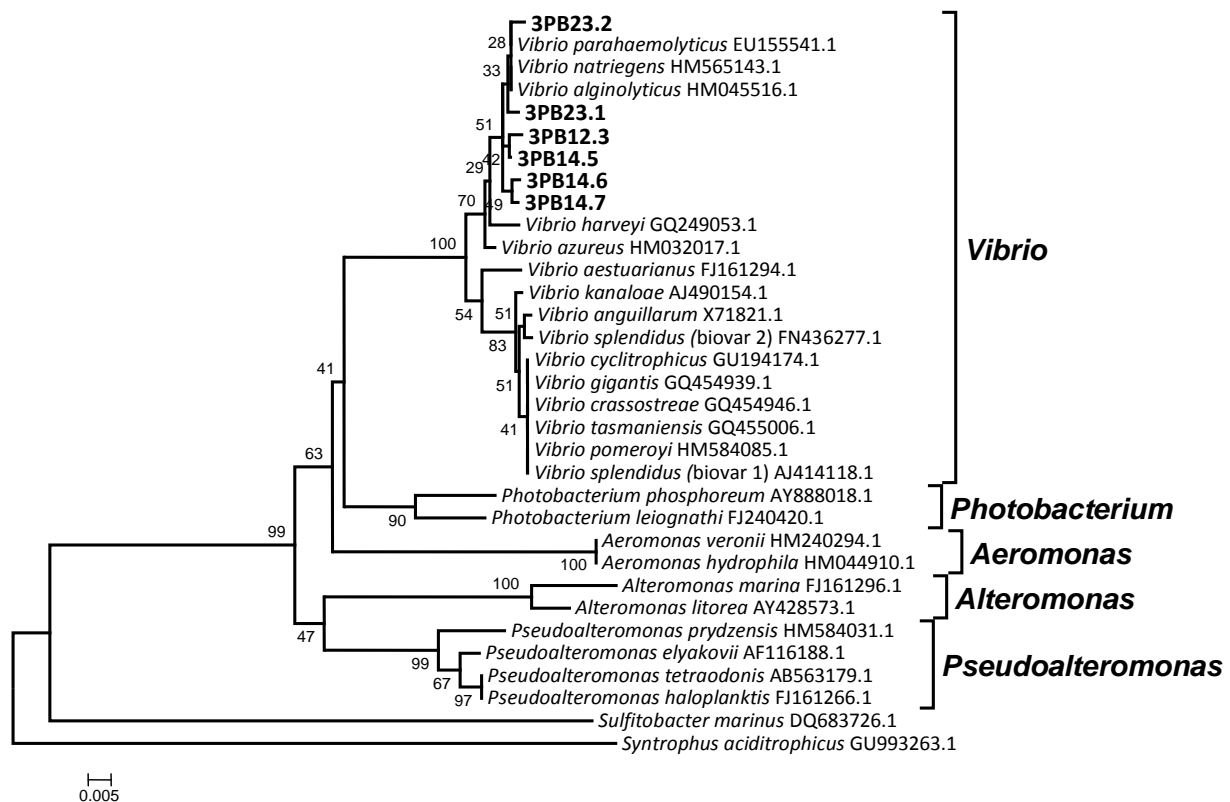 3PB23.2
28
Vibrio parahaemolyticus EU155541.1
Vibrio natriegens HM565143.1
33
Vibrio alginolyticus HM045516.1
3PB23.1
51
3PB12.3
42
3PB14.5
29
3PB14.6
49
3PB14.7
70
Vibrio harveyi GQ249053.1
Vibrio azureus HM032017.1
100
Vibrio
Vibrio aestuarianus FJ161294.1
Vibrio kanaloae AJ490154.1
51
54
Vibrio anguillarum X71821.1
83
Vibrio splendidus (biovar 2) FN436277.1
Vibrio cyclitrophicus GU194174.1
41
51
Vibrio gigantis GQ454939.1
Vibrio crassostreae GQ454946.1
41
Vibrio tasmaniensis GQ455006.1
Vibrio pomeroyi HM584085.1
63
Vibrio splendidus (biovar 1) AJ414118.1
Photobacterium phosphoreum AY888018.1
90
Photobacterium leiognathi FJ240420.1
Photobacterium
99
Aeromonas veronii HM240294.1
100
Aeromonas hydrophila HM044910.1
Aeromonas
100
Alteromonas marina FJ161296.1
Alteromonas litorea AY428573.1
Alteromonas
47
Pseudoalteromonas prydzensis HM584031.1
99
Pseudoalteromonas elyakovii AF116188.1
67
Pseudoalteromonas tetraodonis AB563179.1
97
Pseudoalteromonas haloplanktis FJ161266.1
Pseudoalteromonas
Sulfitobacter marinus DQ683726.1
Syntrophus aciditrophicus GU993263.1
0.005